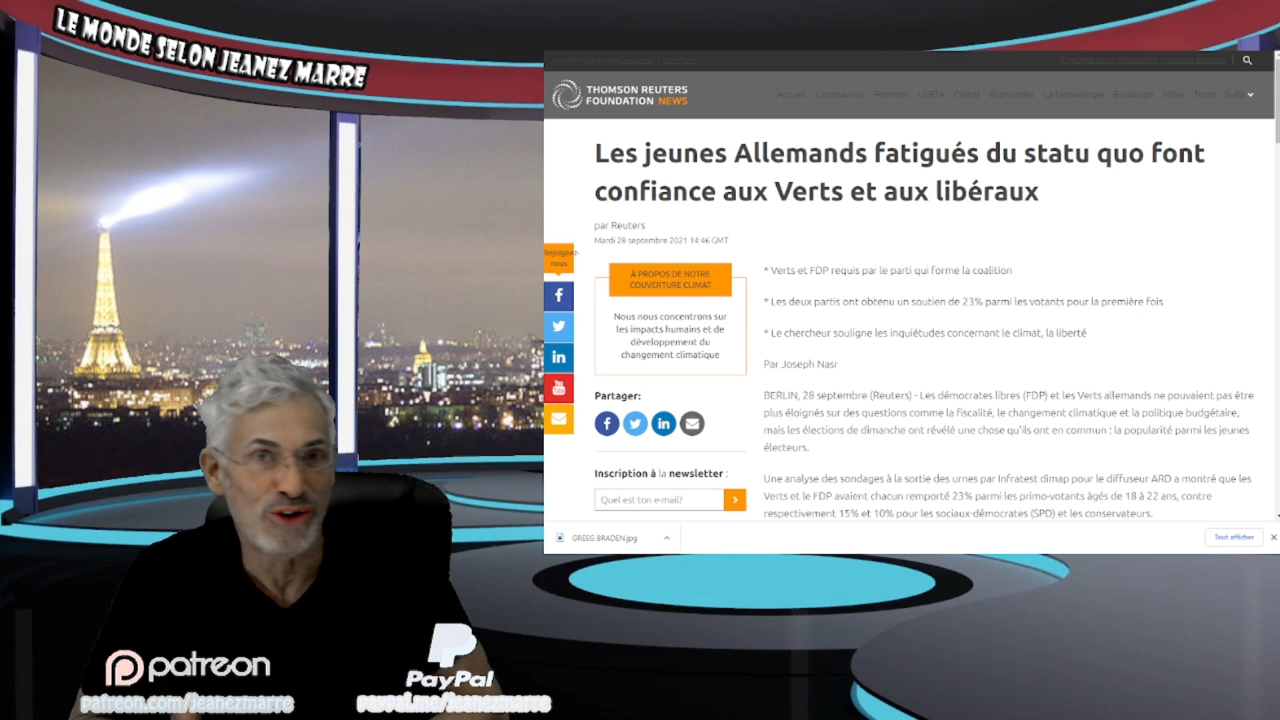 LE MONDE SELON JEANEZ MARRE
THOMSON REUTERS
FOUNDATION NEWS
Accueil Coronavirus Femmes LGBT+ Climat Économies La technologie Esclavage Villes Terre Suite
Les jeunes Allemands fatigués du statu quo font
confiance aux Verts et aux libéraux
par Reuters
Mardi 28 septembre 2021 14:46 GMT
Rejoignez-
nous
À PROPOS DE NOTRE
COUVERTURE CLIMAT
Nous nous concentrons sur
les impacts humains et de
développement du
changement climatique
Partager:
Inscription à la newsletter :
Quel est ton e-mail?
* Verts et FDP requis par le parti qui forme la coalition
* Les deux partis ont obtenu un soutien de 23% parmi les votants pour la première fois
* Le chercheur souligne les inquiétudes concernant le climat, la liberté
Par Joseph Nasr
BERLIN, 28 septembre (Reuters) - Les démocrates libres (FDP) et les Verts allemands ne pouvaient pas être
plus éloignés sur des questions comme la fiscalité, le changement climatique et la politique budgétaire,
mais les élections de dimanche ont révélé une chose qu'ils ont en commun : la popularité parmi les jeunes
électeurs.
Une analyse des sondages à la sortie des urnes par Infratest dimap pour le diffuseur ARD a montré que les
Verts et le FDP avaient chacun remporté 23% parmi les primo-votants âgés de 18 à 22 ans, contre
respectivement 15% et 10% pour les sociaux-démocrates (SPD) et les conservateurs.
GREEG BRADEN.jpg
Tout afficher
patreon
patreon.com/jeanezmarre
PayPal
paypal.me/jeanezmarre